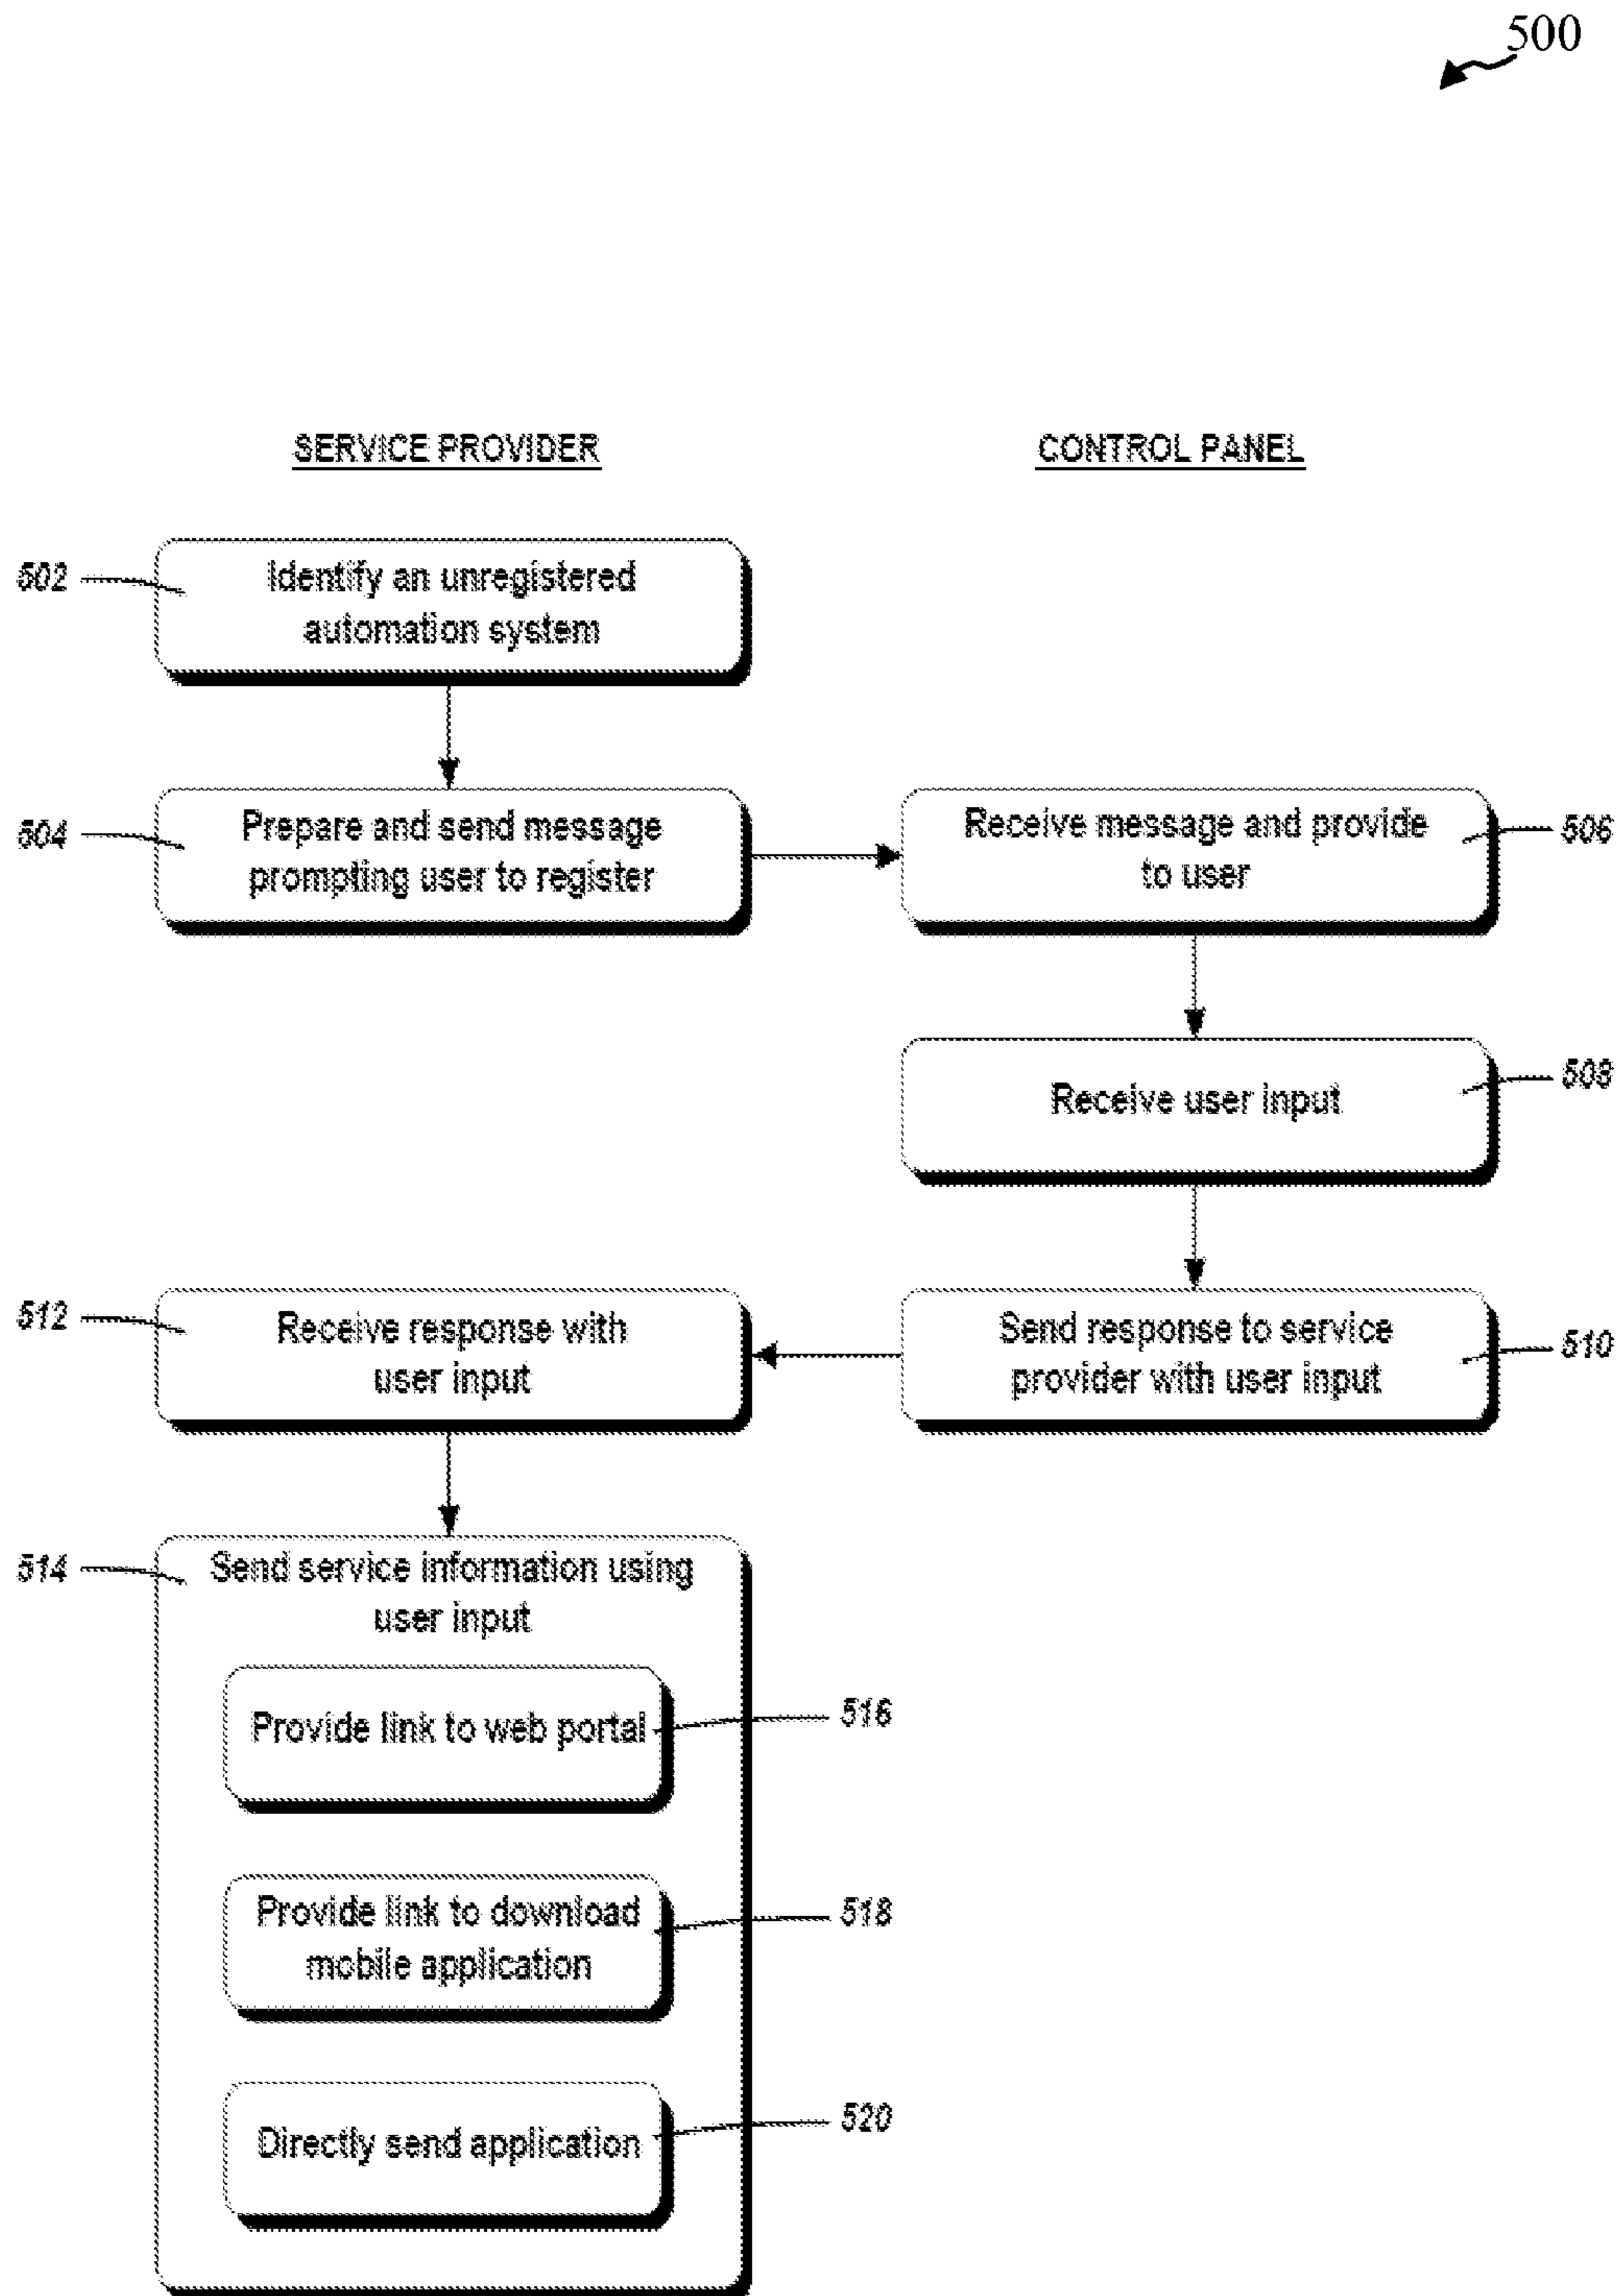 500
SERVICE PROVIDER
CONTROL PANEL
502
Identify an unregistered
automation system
504
Prepare and send message
prompting user to register
Receive message and provide
to user
506
Receive user input
508
512
Receive response with
user input
Send response to service
provider with user input
510
514
Send service information using
user input
Provide link to web portal
516
Provide link to download
mobile application
518
Directly send application
520